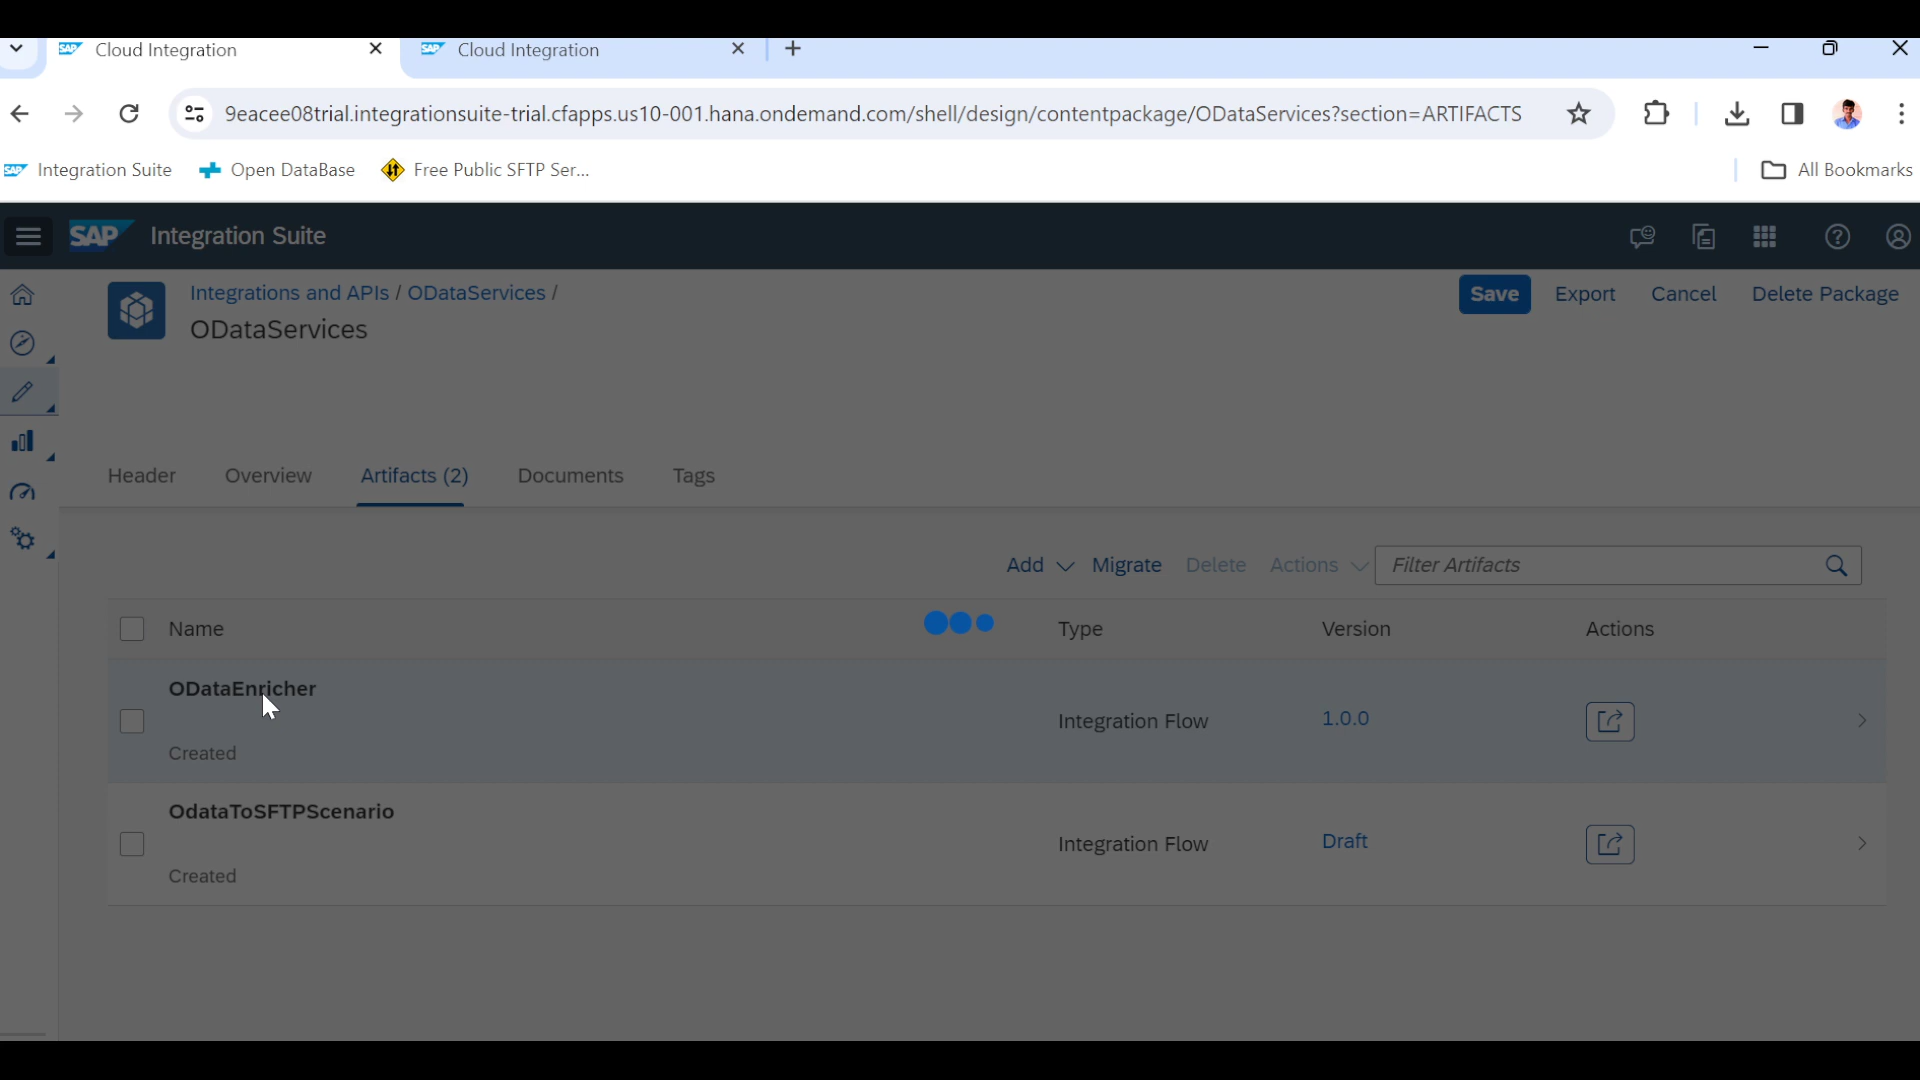 Cloud Integration
Cloud Integration
9eacee08trial.integrationsuite-trial.cfapps.us10-001.hana.ondemand.com/shell/design/contentpackage/ODataServices?section=ARTIFACTS
SAP Integration Suite
Open DataBase
Free Public SFTP Ser...
All Bookmarks
SAP Integration Suite
Integrations and APIs / ODataServices /
Save Export Cancel Delete Package
ODataServices
Header Overview Artifacts (2) Documents Tags
Add Migrate Delete Actions Filter Artifacts
Name Type Version Actions
ODataEnricher
Integration Flow 1.0.0
Created
OdataToSFTPScenario
Integration Flow Draft
Created